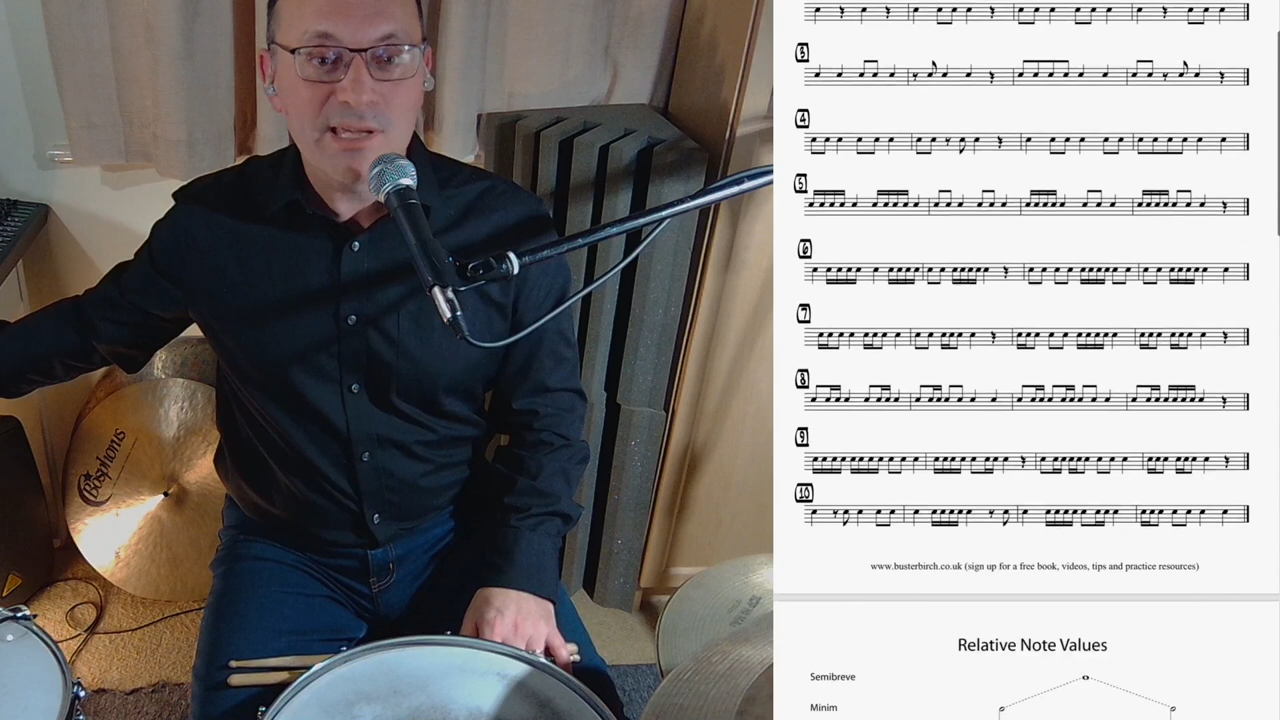 3
4
5
6
7
8
9
10
www.busterbirch.co.uk (sign up for a free book, videos, tips and practice resources)
Relative Note Values
Semibreve
Minim
Bosphorus